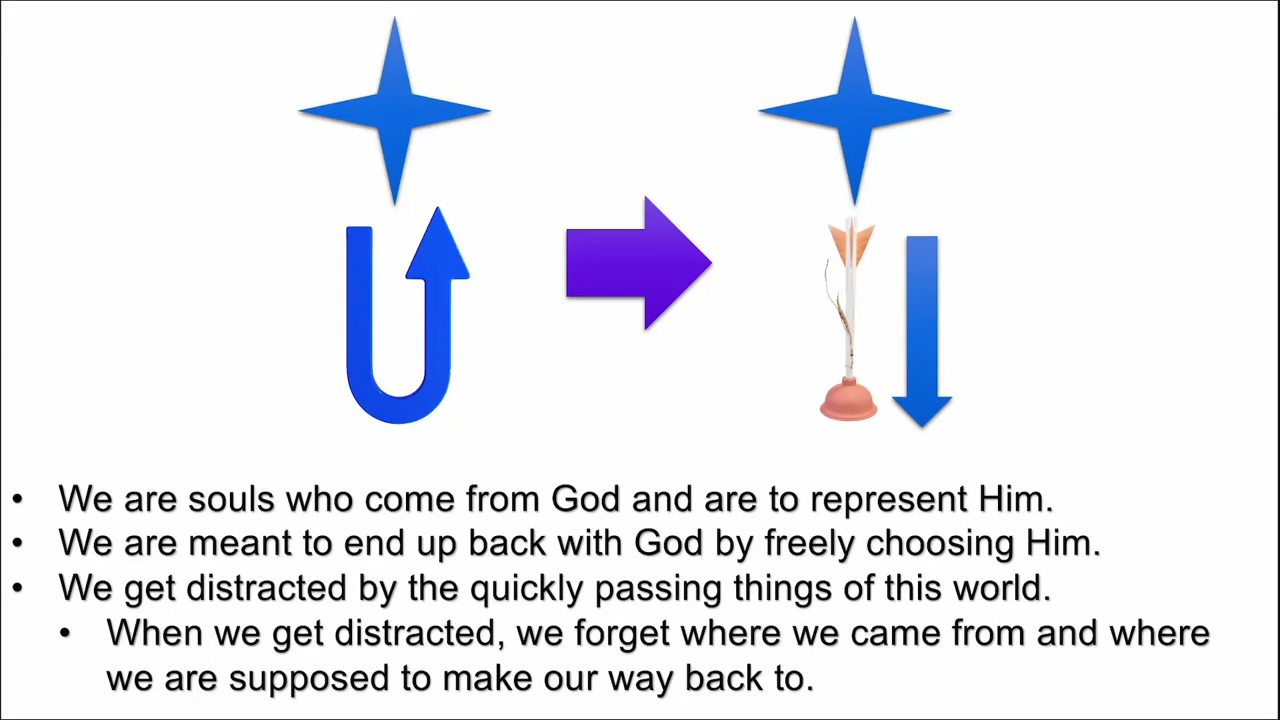 • We are souls who come from God and are to represent Him.
• We are meant to end up back with God by freely choosing Him.
• We get distracted by the quickly passing things of this world.
• When we get distracted, we forget where we came from and where
we are supposed to make our way back to.